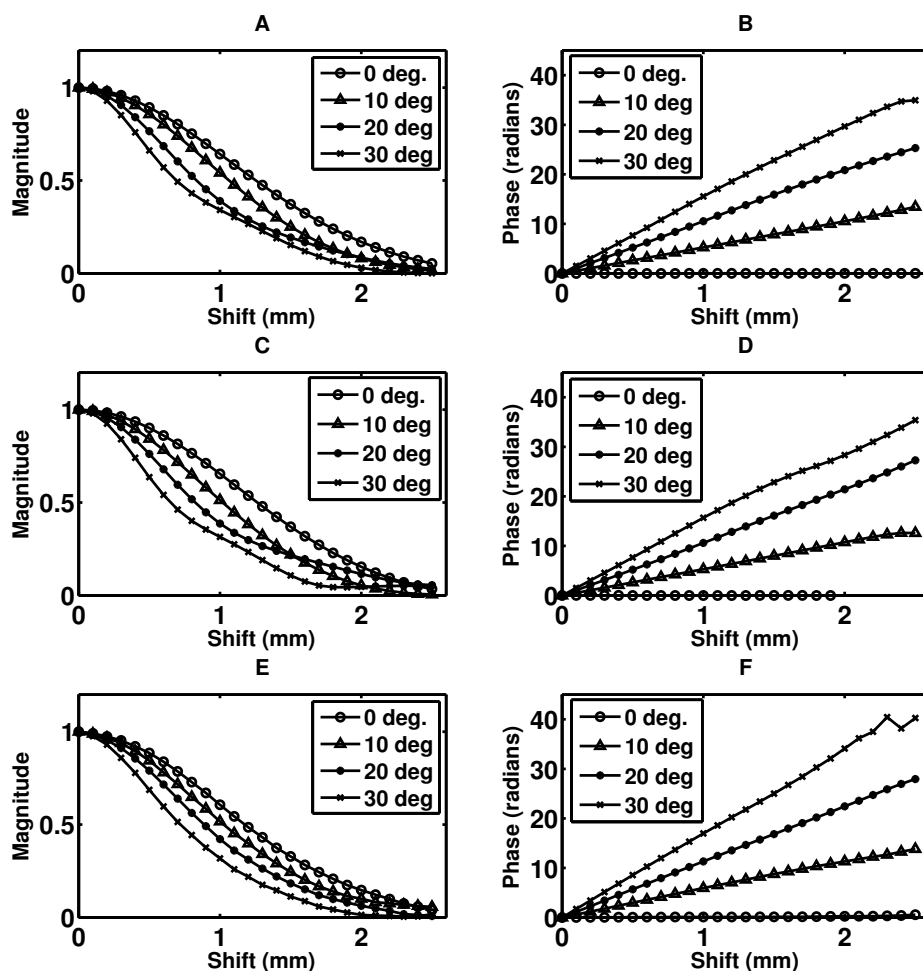 A
Magnitude
1
0.5
0
0 1 2
Shift (mm)
0 deg.
10 deg
20 deg
30 deg
B
Phase (radians)
40
30
20
10
0
0 1 2
Shift (mm)
0 deg.
10 deg
20 deg
30 deg
C
Magnitude
1
0.5
0
0 1 2
Shift (mm)
0 deg.
10 deg
20 deg
30 deg
D
Phase (radians)
40
30
20
10
0
0 1 2
Shift (mm)
0 deg.
10 deg
20 deg
30 deg
E
Magnitude
1
0.5
0
0 1 2
Shift (mm)
0 deg.
10 deg
20 deg
30 deg
F
Phase (radians)
40
30
20
10
0
0 1 2
Shift (mm)
0 deg.
10 deg
20 deg
30 deg